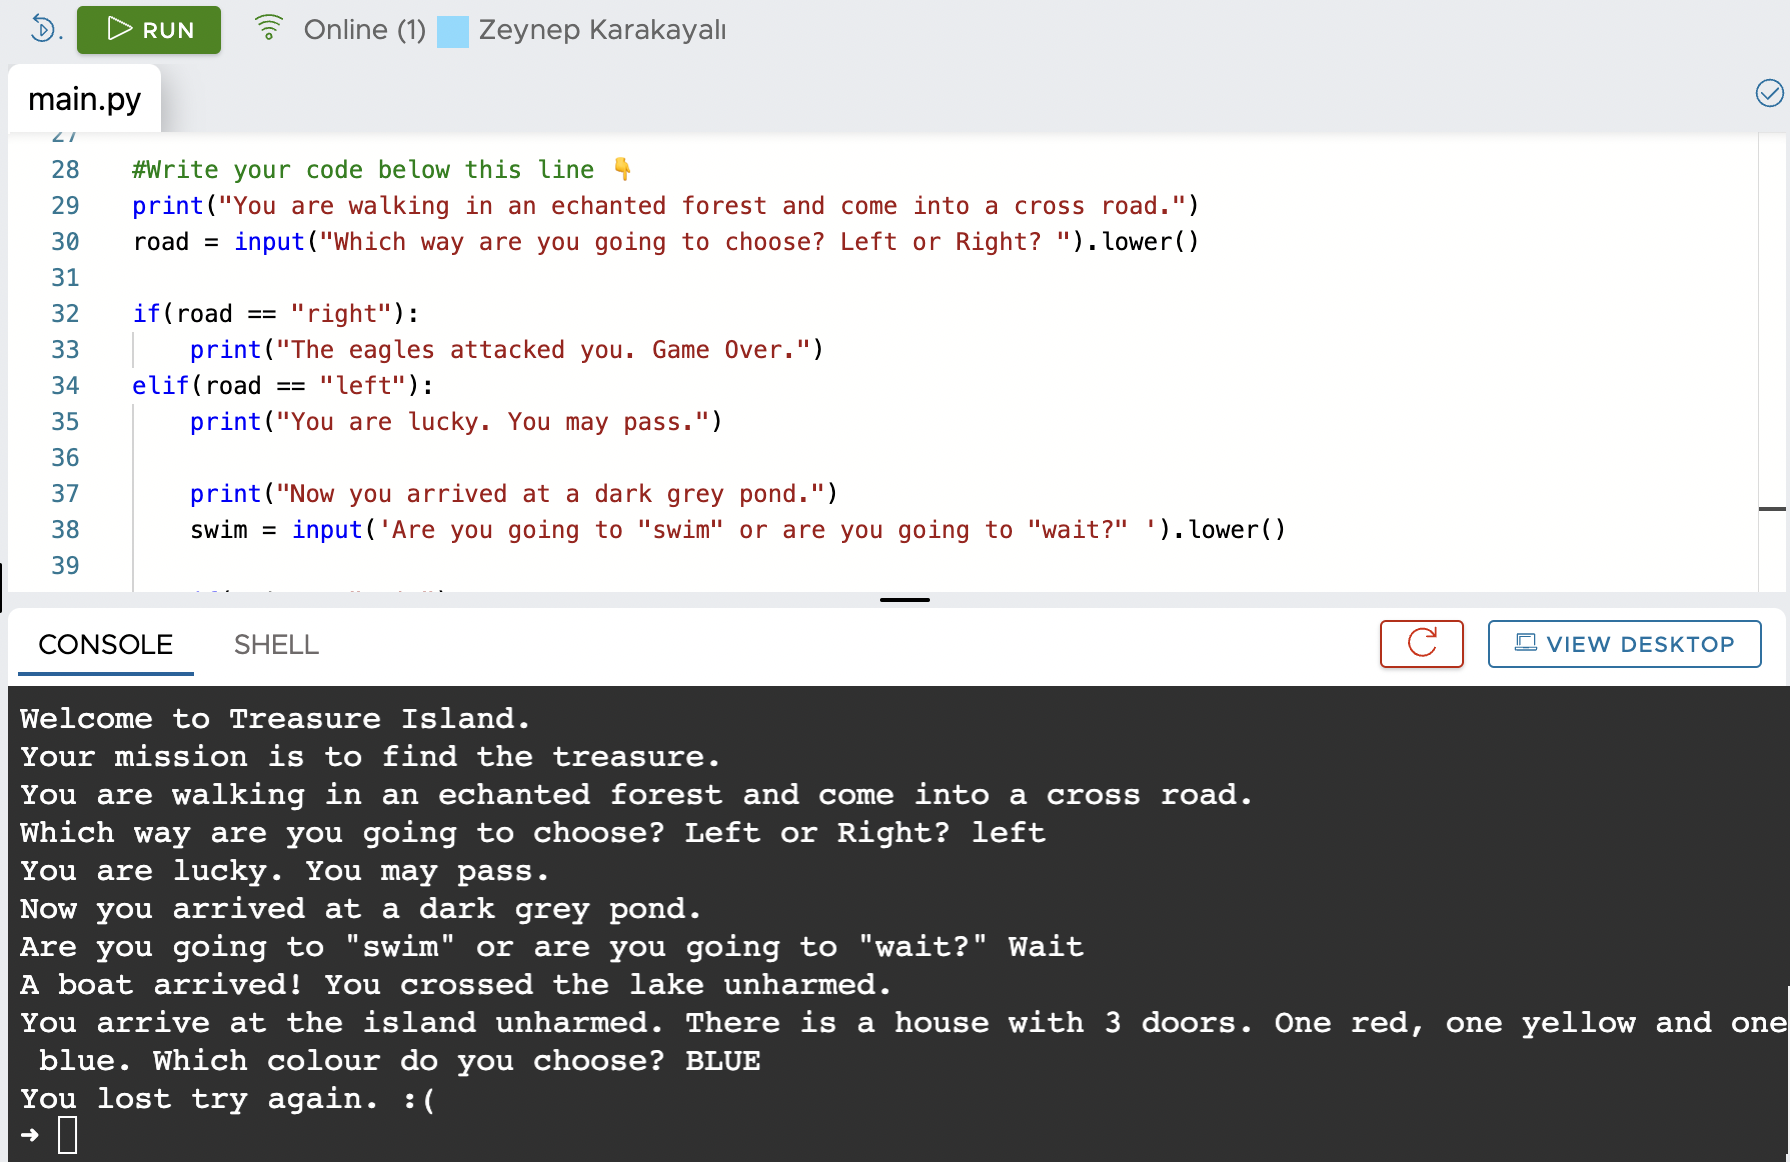 RUN Online (1) Zeynep Karakayalı
main.py
27
28 #Write your code below this line 👇
29 print("You are walking in an echanted forest and come into a cross road.")
30 road = input("Which way are you going to choose? Left or Right? ").lower()
31
32 if(road == "right"):
33     print("The eagles attacked you. Game Over.")
34 elif(road == "left"):
35     print("You are lucky. You may pass.")
36
37     print("Now you arrived at a dark grey pond.")
38     swim = input('Are you going to "swim" or are you going to "wait?" ').lower()
39
CONSOLE SHELL VIEW DESKTOP
Welcome to Treasure Island.
Your mission is to find the treasure.
You are walking in an echanted forest and come into a cross road.
Which way are you going to choose? Left or Right? left
You are lucky. You may pass.
Now you arrived at a dark grey pond.
Are you going to "swim" or are you going to "wait?" Wait
A boat arrived! You crossed the lake unharmed.
You arrive at the island unharmed. There is a house with 3 doors. One red, one yellow and one
blue. Which colour do you choose? BLUE
You lost try again. :(
➜